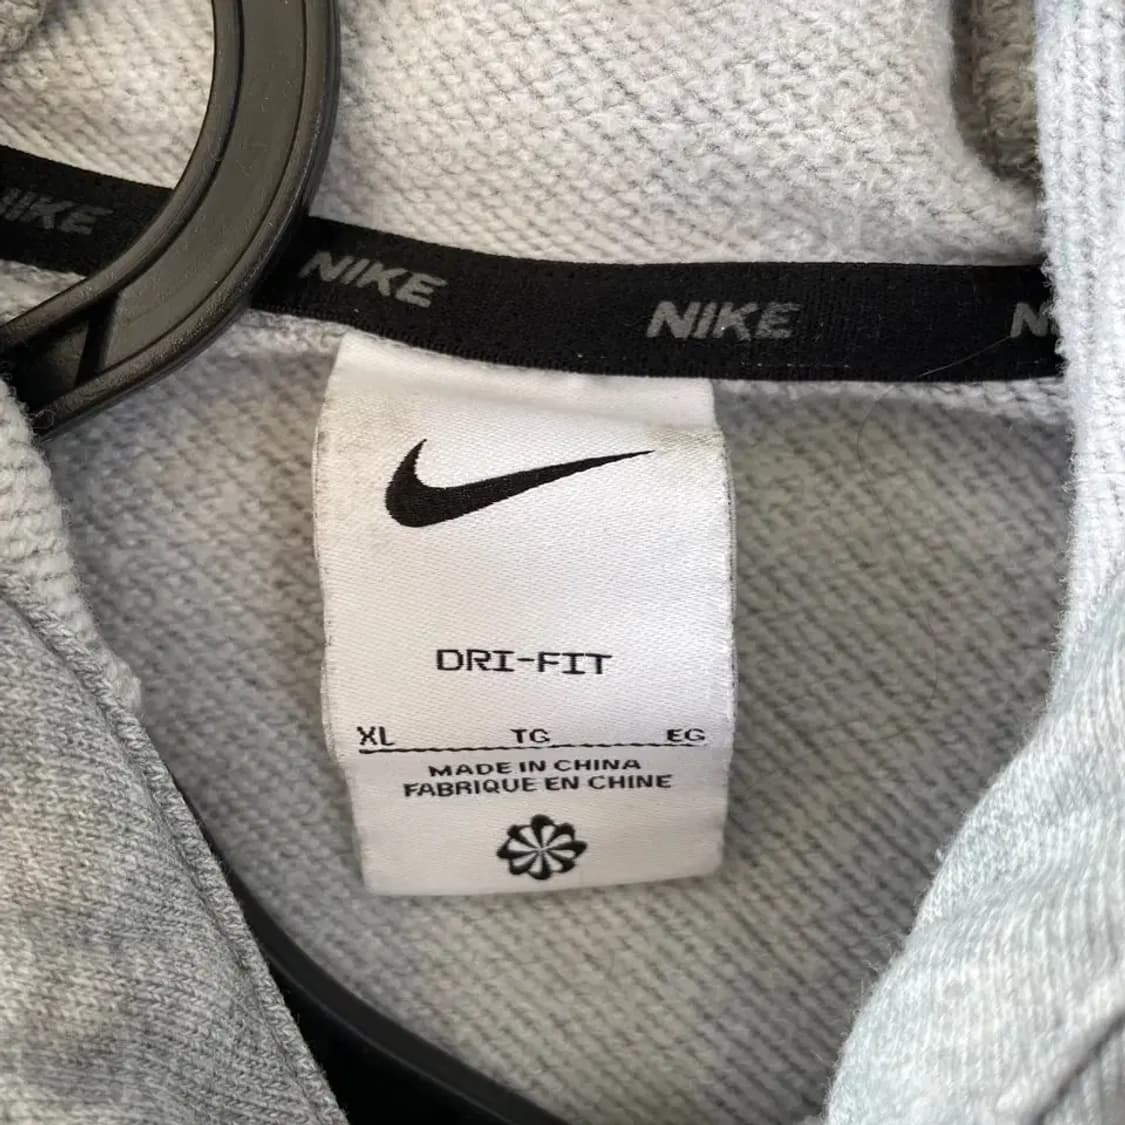 NIKE NIKE NIKE
DRI-FIT
XL TG EG
MADE IN CHINA
FABRIQUE EN CHINE